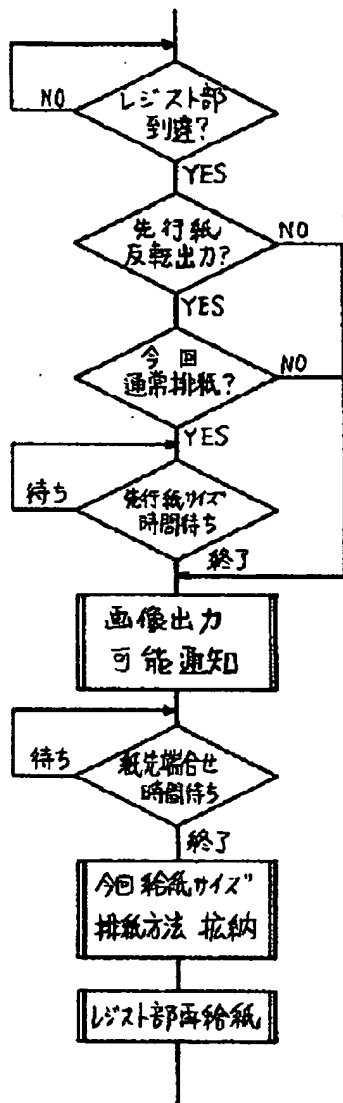 レジスト部
到達?
NO
YES
先行紙
反転出力?
NO
YES
今回
通常排紙?
NO
YES
待ち
先行紙サイズ
時間待ち
終了
画像出力
可能通知
待ち
紙先端合せ
時間待ち
終了
今回給紙サイズ
排紙方法 拡納
レジスト部再給紙